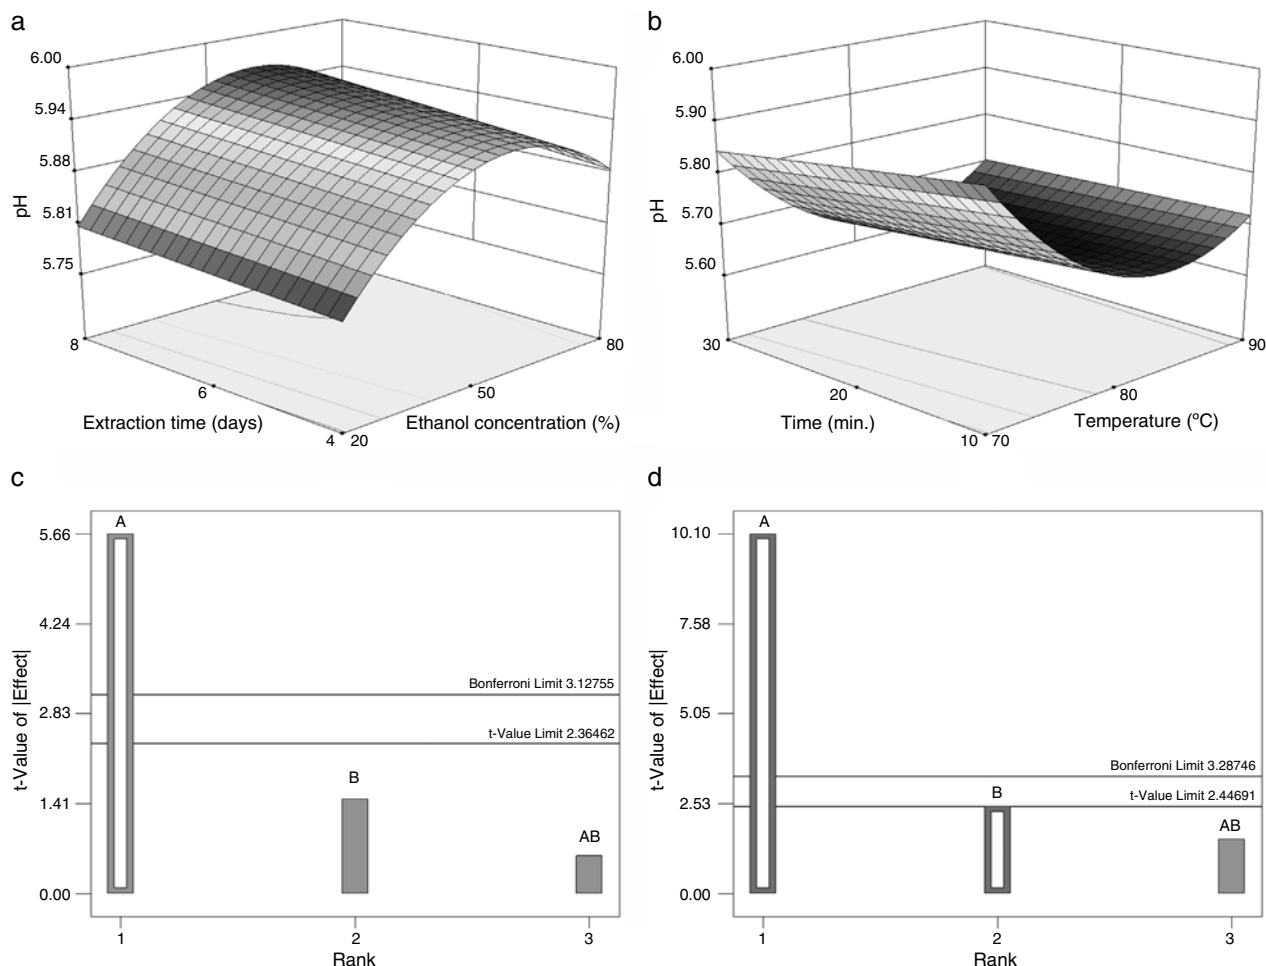 a
6.00
5.94
5.88
5.81
5.75
pH
8
6
4
20
50
80
Extraction time (days)
Ethanol concentration (%)
b
6.00
5.90
5.80
5.70
5.60
pH
30
20
10
70
80
90
Time (min.)
Temperature (ºC)
c
5.66
4.24
2.83
1.41
0.00
t-Value of |Effect|
A
Bonferroni Limit 3.12755
t-Value Limit 2.36462
B
AB
1
2
3
Rank
d
10.10
7.58
5.05
2.53
0.00
t-Value of |Effect|
A
Bonferroni Limit 3.28746
t-Value Limit 2.44691
B
AB
1
2
3
Rank